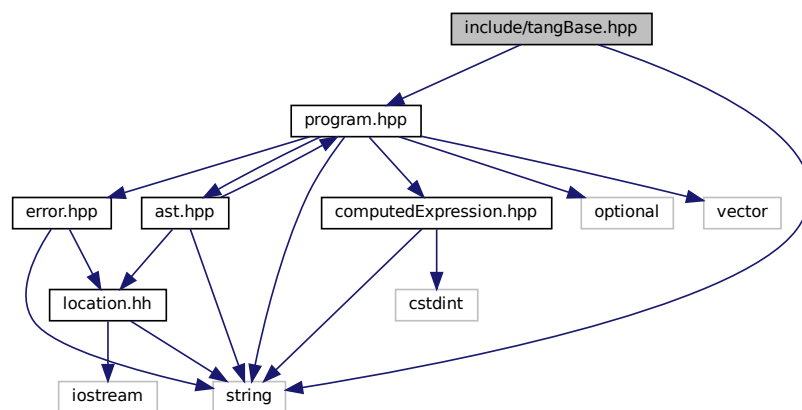 include/tangBase.hpp
program.hpp
error.hpp
ast.hpp
computedExpression.hpp
optional
vector
location.hh
cstdint
iostream
string